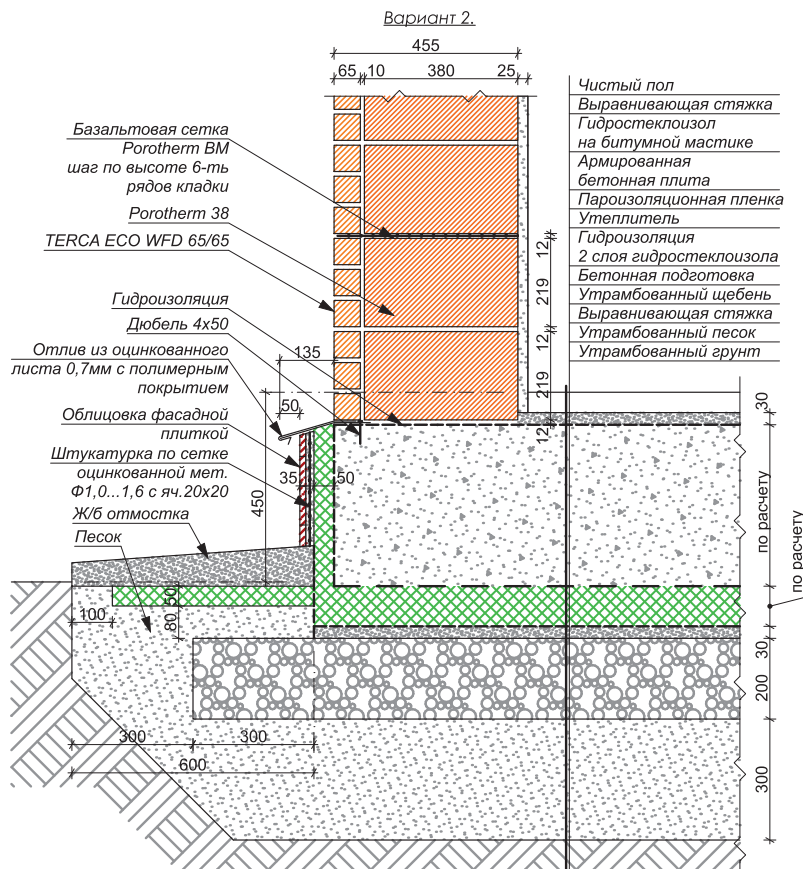 Вариант 2.
455
65
10
380
25
Чистый пол
Выравнивающая стяжка
Гидростеклоизол
на битумной мастике
Армированная
бетонная плита
Пароизоляционная пленка
Утеплитель
Гидроизоляция
2 слоя гидростеклоизола
Бетонная подготовка
Утрамбованный щебень
Выравнивающая стяжка
Утрамбованный песок
Утрамбованный грунт
Базальтовая сетка
Porotherm BM
шаг по высоте 6-ть
рядов кладки
Porotherm 38
TERCA ECO WFD 65/65
Гидроизоляция
Дюбель 4x50
Отлив из оцинкованного
листа 0,7мм с полимерным
покрытием
Облицовка фасадной
плиткой
Штукатурка по сетке
оцинкованной мет.
Ф1,0...1,6 с яч.20x20
Ж/б отмостка
Песок
12
219
12
219
12
135
50
35
50
450
30
по расчету
по расчету
30
200
300
100
50
80
300
300
600